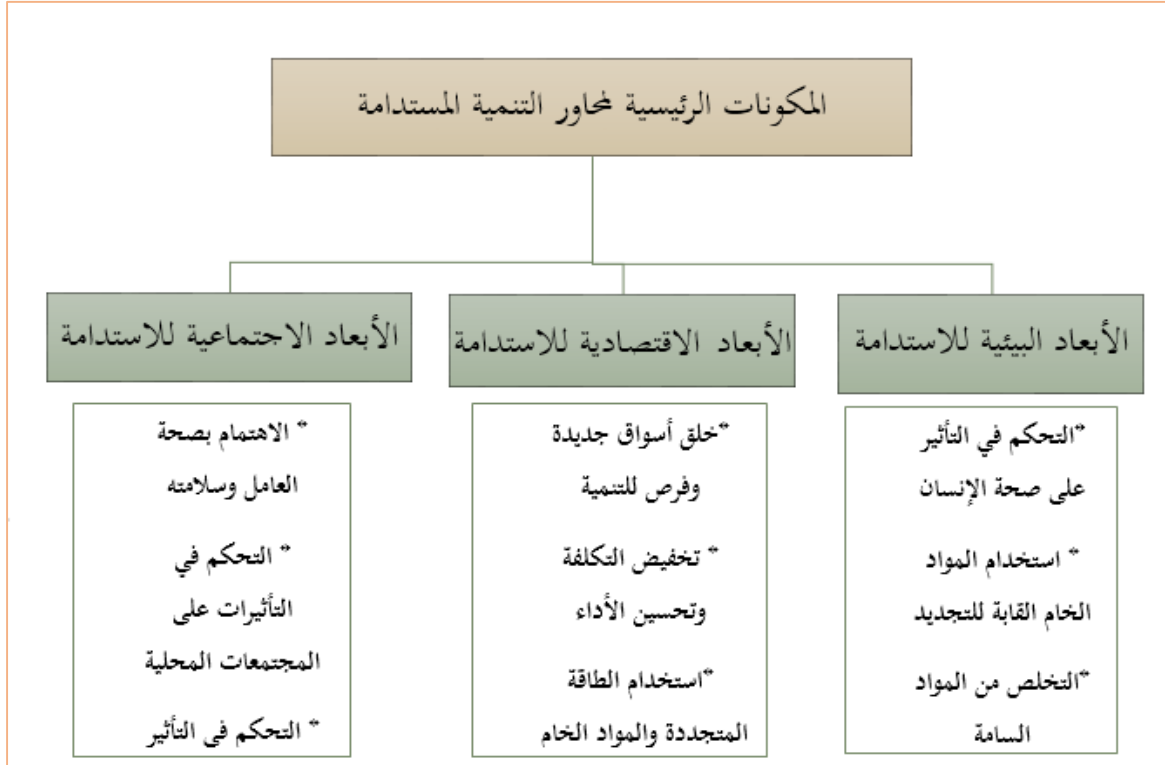 المكونات الرئيسية لمحاور التنمية المستدامة
الأبعاد البيئية للاستدامة
*التحكم في التأثير
على صحة الإنسان
* استخدام المواد
الخام القابة للتجديد
*التخلص من المواد
السامة
الأبعاد الاقتصادية للاستدامة
*خلق أسواق جديدة
وفرص للتنمية
* تخفيض التكلفة
وتحسين الأداء
*استخدام الطاقة
المتجددة والمواد الخام
الأبعاد الاجتماعية للاستدامة
* الاهتمام بصحة
العامل وسلامته
* التحكم في
التأثيرات على
المجتمعات المحلية
* التحكم في التأثير